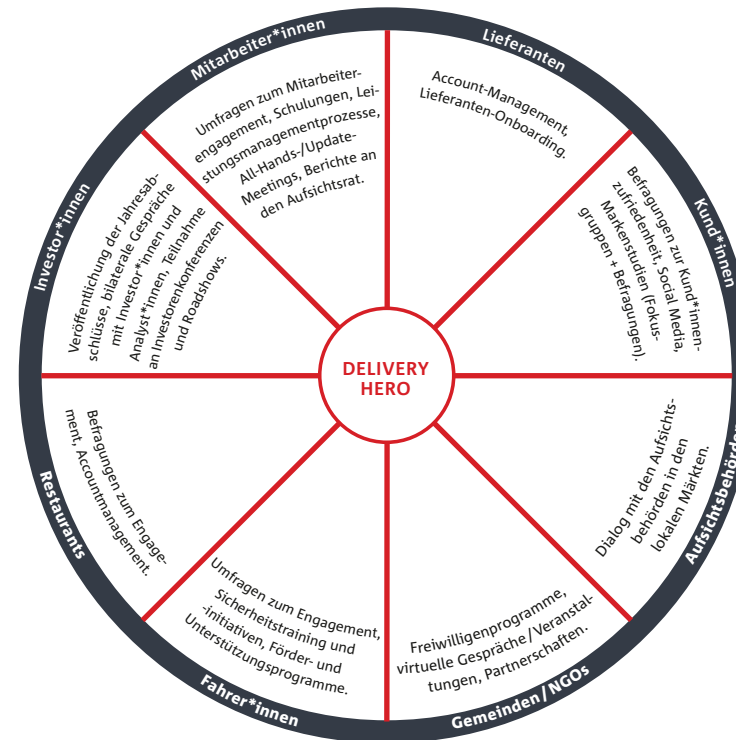 Mitarbeiter*innen
Umfragen zum Mitarbeiter-
engagement, Schulungen, Lei-
stungsmanagementprozesse,
All-Hands-/Update-
Meetings, Berichte an
den Aufsichtsrat.
Lieferanten
Account-Management,
Lieferanten-Onboarding.
Kund*innen
Befragungen zur Kund*innen-
zufriedenheit, Social Media,
Markenstudien (Fokus-
gruppen + Befragungen).
Aufsichtsbehörden
Dialog mit den Aufsichts-
behörden in den
lokalen Märkten.
Gemeinden/NGOs
Freiwilligenprogramme,
virtuelle Gespräche/Veranstal-
tungen, Partnerschaften.
Fahrer*innen
Umfragen zum Engagement,
Sicherheitstraining und
-initiativen, Förder- und
Unterstützungsprogramme.
Restaurants
Befragungen zum Engage-
ment, Accountmanagement.
Investor*innen
Veröffentlichung der Jahresab-
schlüsse, bilaterale Gespräche
mit Investor*innen und
Analyst*innen, Teilnahme
an Investorenkonferenzen
und Roadshows.
DELIVERY
HERO